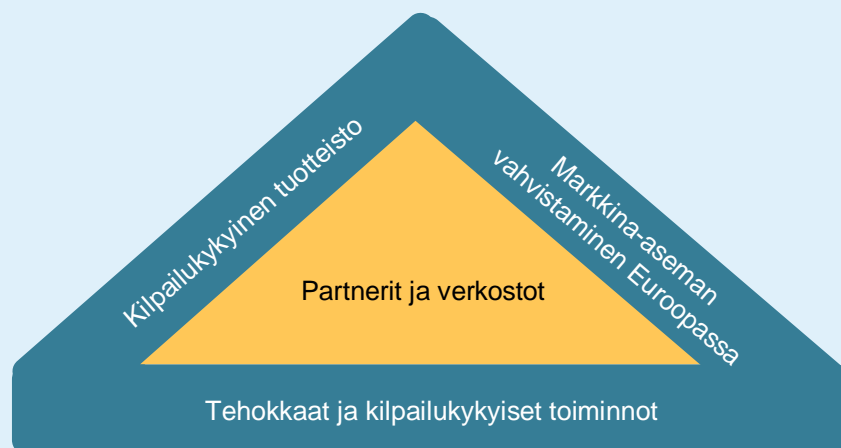 Kilpailukykyinen tuotteisto
Markkina-aseman
vahvistaminen Euroopassa
Partnerit ja verkostot
Tehokkaat ja kilpailukykyiset toiminnot